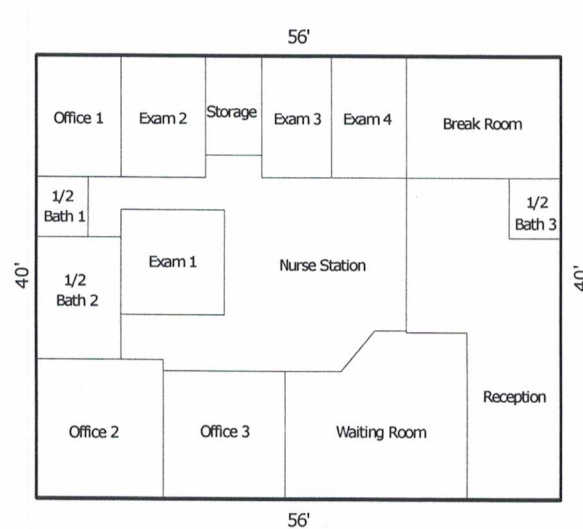 56'
Office 1
Exam 2
Storage
Exam 3
Exam 4
Break Room
1/2
Bath 1
1/2
Bath 3
40'
1/2
Bath 2
Exam 1
Nurse Station
40'
Office 2
Office 3
Waiting Room
Reception
56'